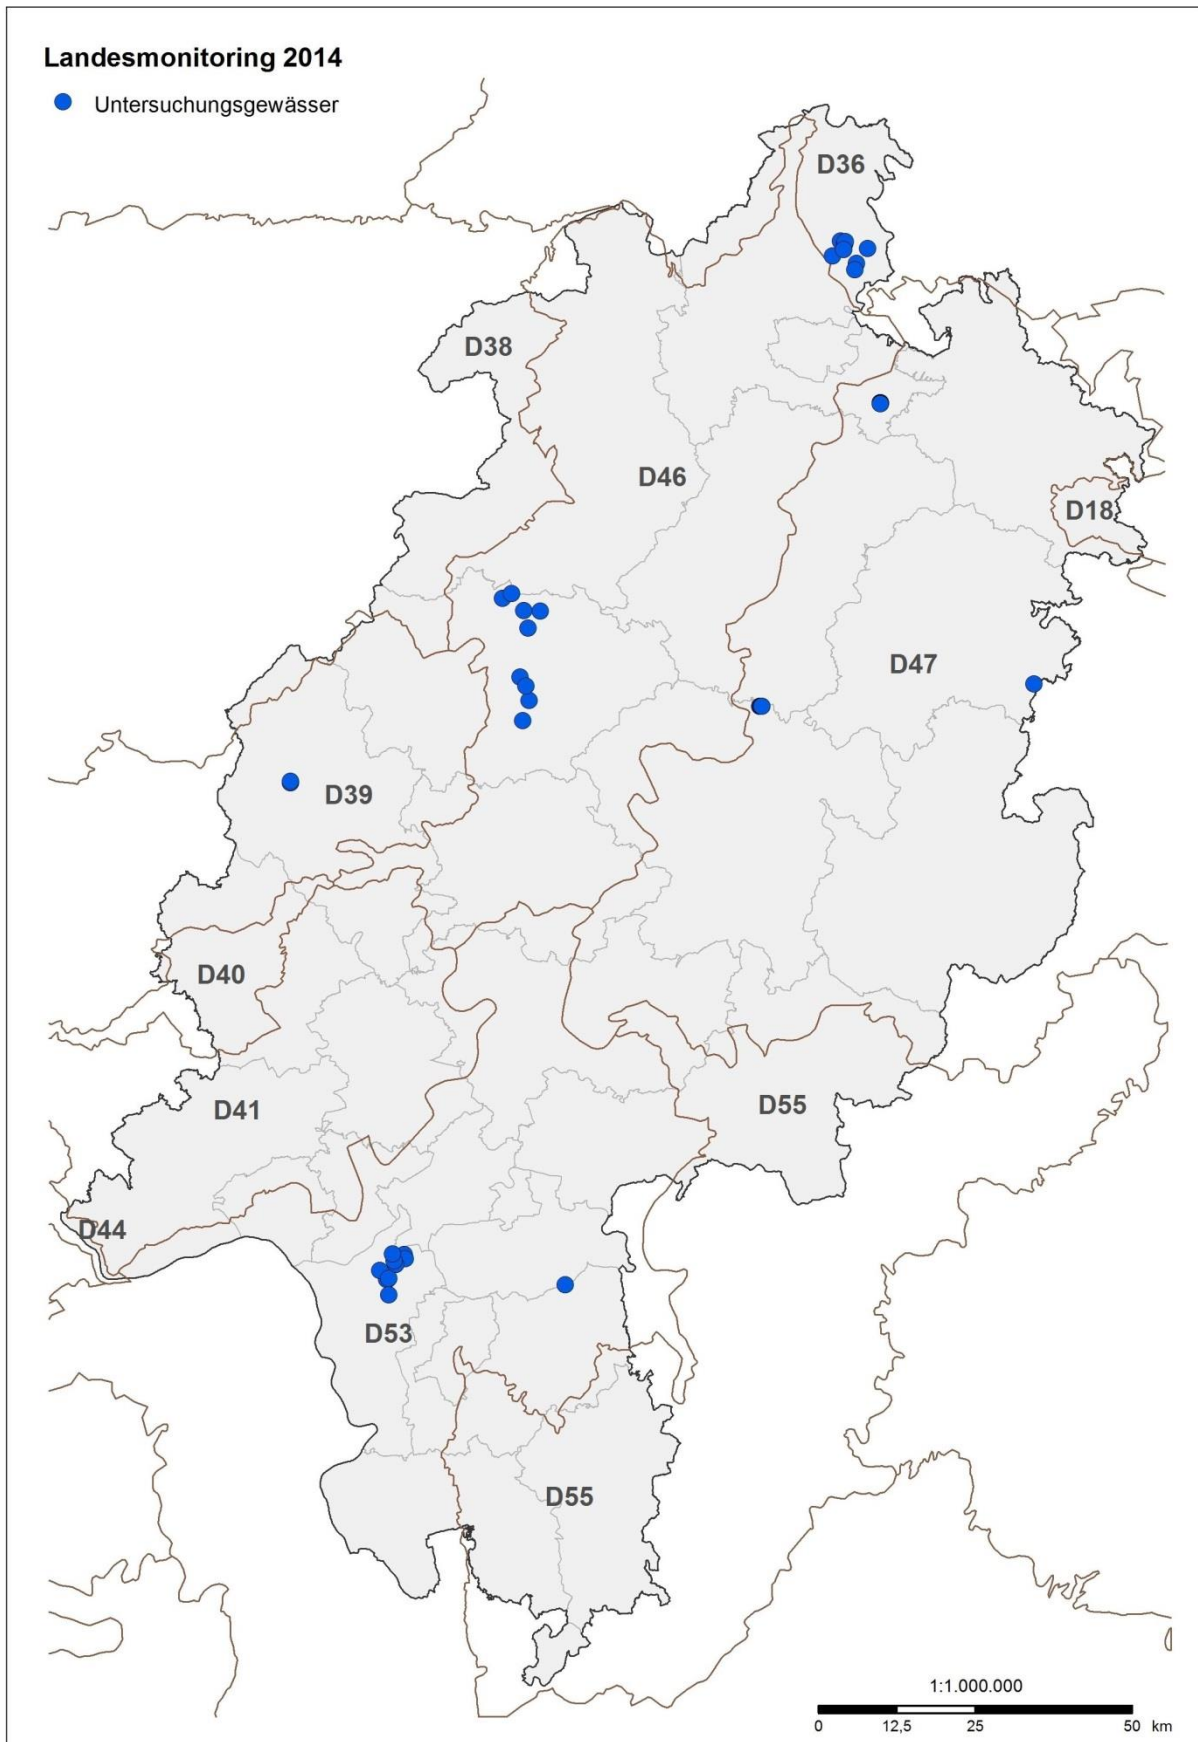 Landesmonitoring 2014
Untersuchungsgewässer
D36
D38
D46
D18
D47
D39
D40
D55
D41
D44
D53
D55
1:1.000.000
0 12,5 25 50 km